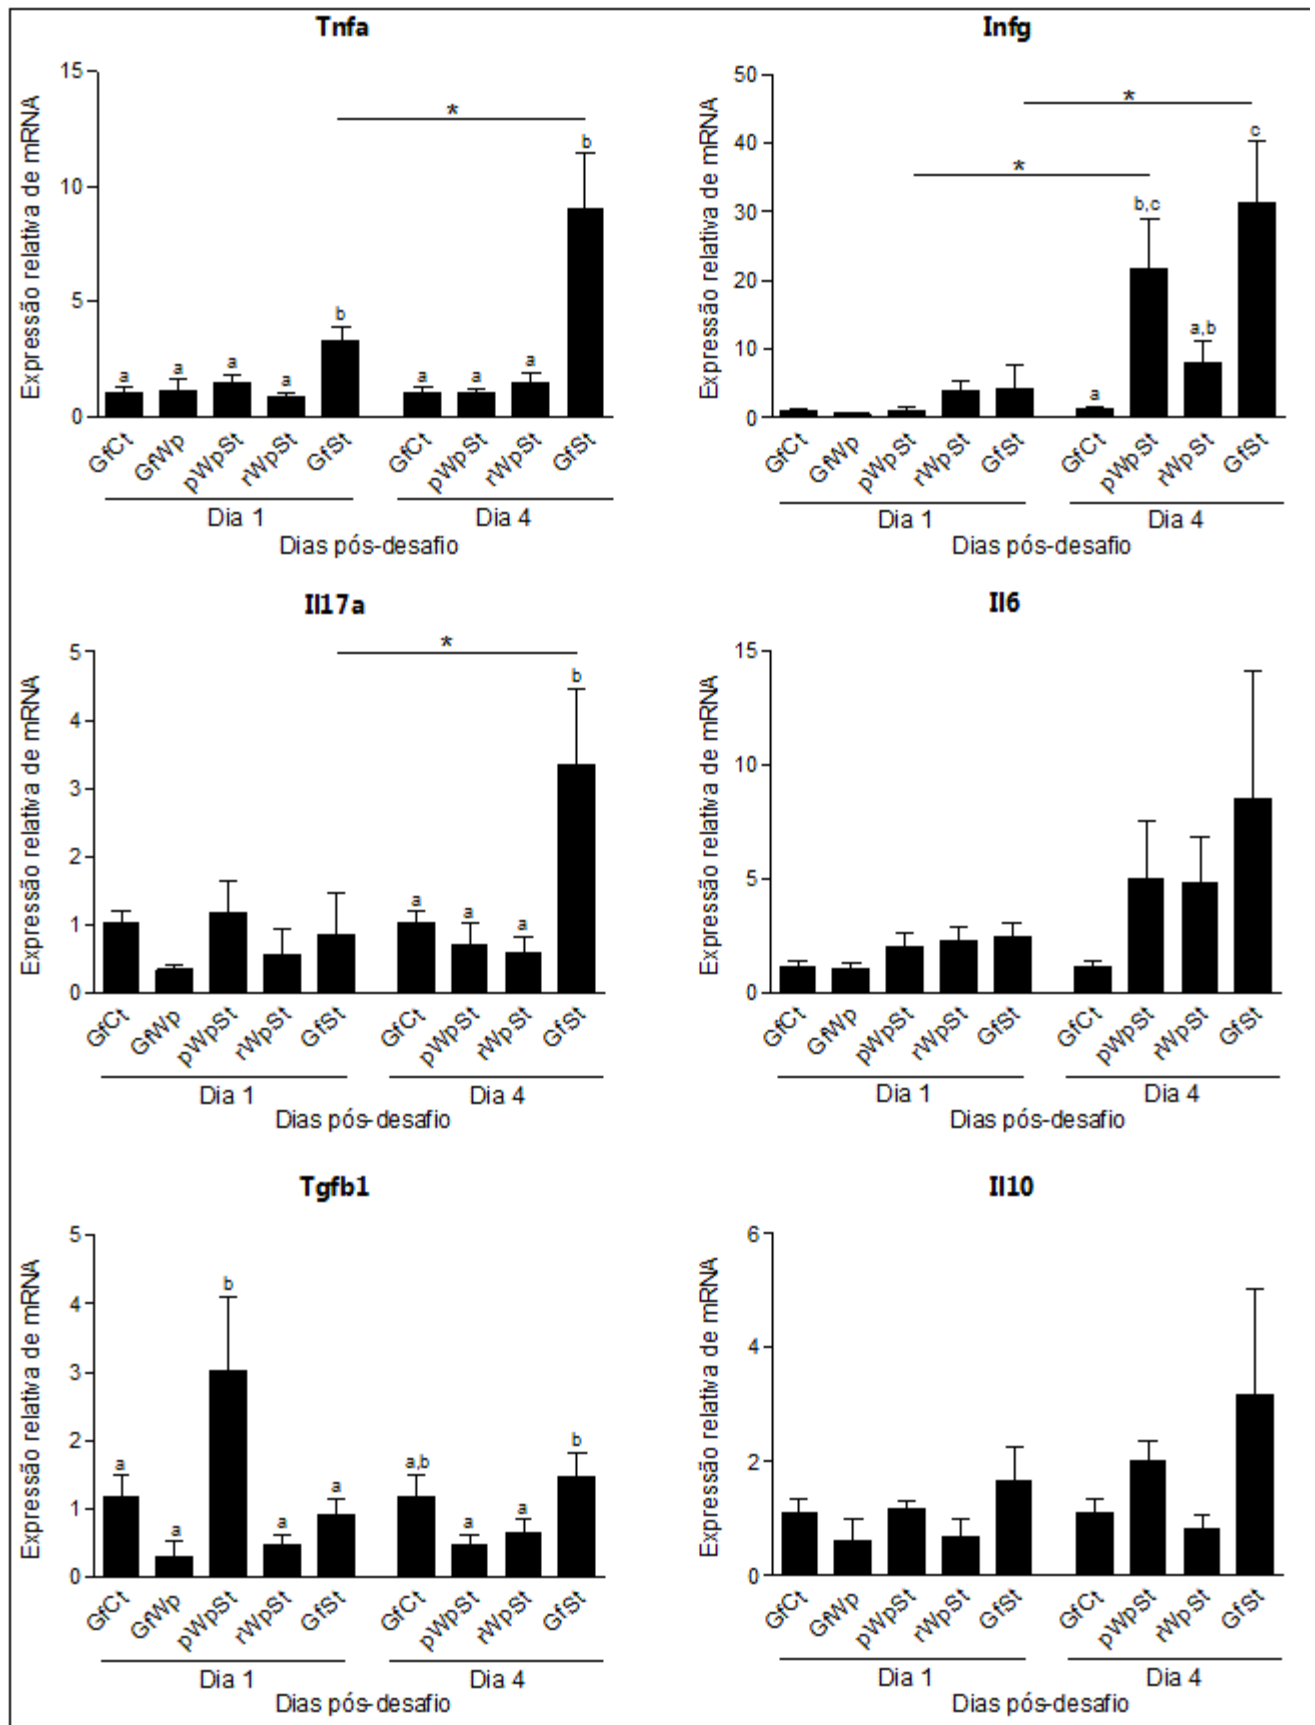 Tnfa
Expressão relativa de mRNA
15
10
5
0
*
a a a a b a a a b
GfCt GfWp pWpSt rWpSt GfSt GfCt pWpSt rWpSt GfSt
Dia 1 Dia 4
Dias pós-desafio
Infg
Expressão relativa de mRNA
50
40
30
20
10
0
*
*
a b,c a,b c
GfCt GfWp pWpSt rWpSt GfSt GfCt pWpSt rWpSt GfSt
Dia 1 Dia 4
Dias pós-desafio
Il17a
Expressão relativa de mRNA
5
4
3
2
1
0
*
a a a b
GfCt GfWp pWpSt rWpSt GfSt GfCt pWpSt rWpSt GfSt
Dia 1 Dia 4
Dias pós-desafio
Il6
Expressão relativa de mRNA
15
10
5
0
GfCt GfWp pWpSt rWpSt GfSt GfCt pWpSt rWpSt GfSt
Dia 1 Dia 4
Dias pós-desafio
Tgfb1
Expressão relativa de mRNA
5
4
3
2
1
0
a a b a a a,b a a b
GfCt GfWp pWpSt rWpSt GfSt GfCt pWpSt rWpSt GfSt
Dia 1 Dia 4
Dias pós-desafio
Il10
Expressão relativa de mRNA
6
4
2
0
GfCt GfWp pWpSt rWpSt GfSt GfCt pWpSt rWpSt GfSt
Dia 1 Dia 4
Dias pós-desafio